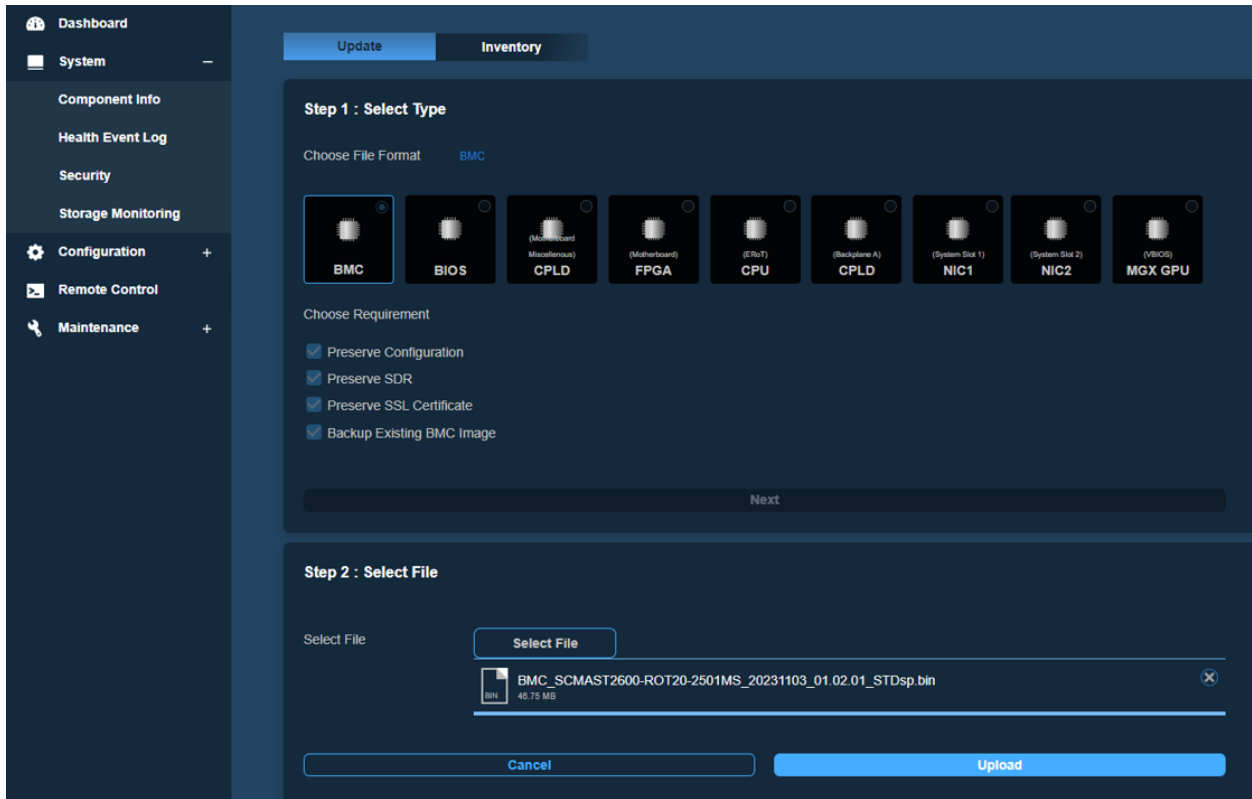 Dashboard
System
Component Info
Health Event Log
Security
Storage Monitoring
Configuration
Remote Control
Maintenance
Update
Inventory
Step 1 : Select Type
Choose File Format BMC
BMC
BIOS
(Motherboard
Miscellenous)
CPLD
(Motherboard)
FPGA
(ERoT)
CPU
(Backplane A)
CPLD
(System Slot 1)
NIC1
(System Slot 2)
NIC2
(VBIOS)
MGX GPU
Choose Requirement
Preserve Configuration
Preserve SDR
Preserve SSL Certificate
Backup Existing BMC Image
Next
Step 2 : Select File
Select File
Select File
BIN
BMC_SCMAST2600-ROT20-2501MS_20231103_01.02.01_STDsp.bin
46.75 MB
Cancel
Upload